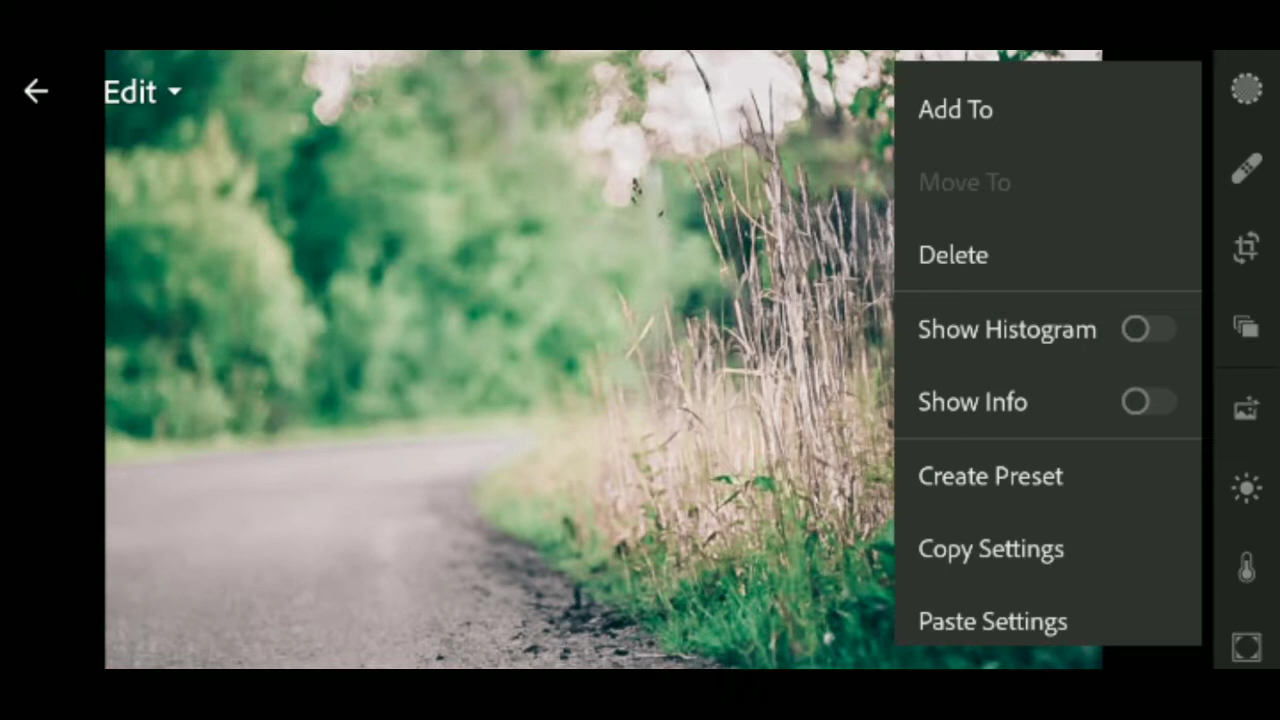 Edit
Add To
Move To
Delete
Show Histogram
Show Info
Create Preset
Copy Settings
Paste Settings